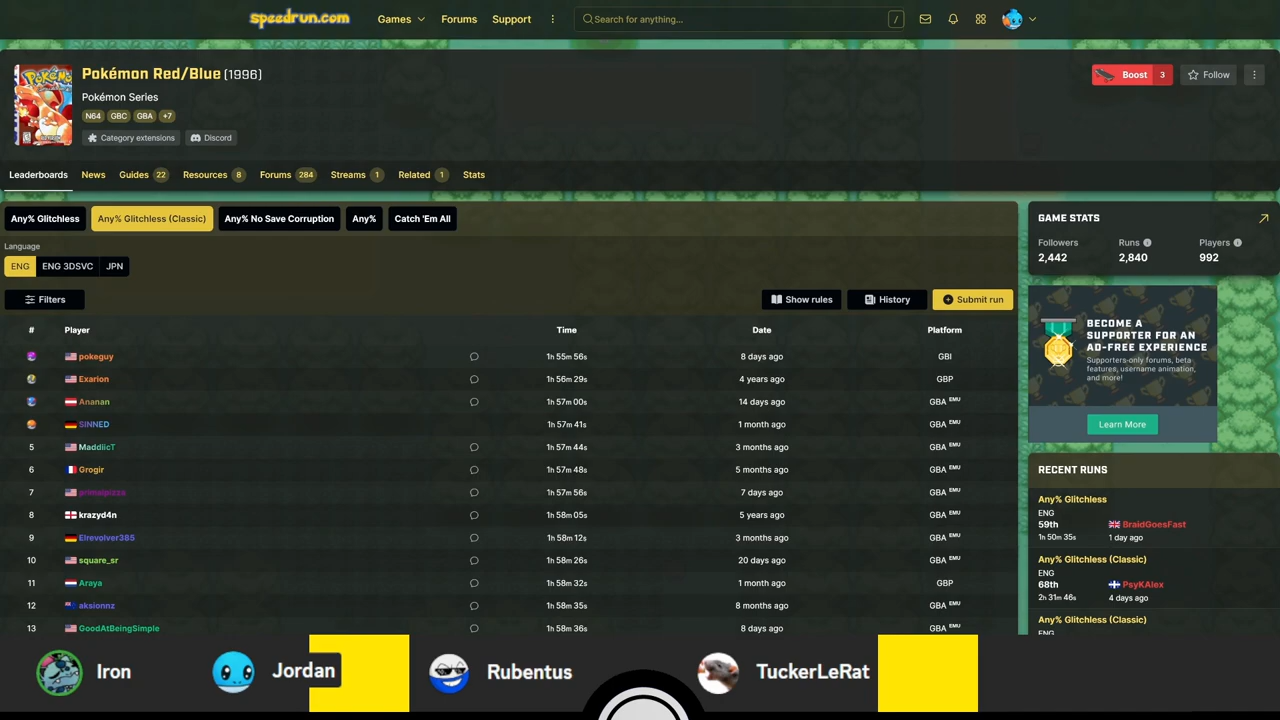 speedrun.com Games Forums Support Search for anything... /
Pokémon Red/Blue (1996)
Pokémon Series
N64 GBC GBA +7
Category extensions Discord
Boost 3 Follow
Leaderboards News Guides 22 Resources 8 Forums 284 Streams 1 Related 1 Stats
Any% Glitchless Any% Glitchless (Classic) Any% No Save Corruption Any% Catch 'Em All
Language
ENG ENG 3DSVC JPN
Filters Show rules History Submit run
# Player Time Date Platform
pokeguy 1h 55m 56s 8 days ago GBI
Exarion 1h 56m 29s 4 years ago GBP
Ananan 1h 57m 00s 14 days ago GBA EMU
SINNED 1h 57m 41s 1 month ago GBA EMU
5 MaddiicT 1h 57m 44s 3 months ago GBA EMU
6 Grogir 1h 57m 48s 5 months ago GBA EMU
7 primalpizza 1h 57m 56s 7 days ago GBA EMU
8 krazyd4n 1h 58m 05s 5 years ago GBA EMU
9 Elrevolver385 1h 58m 12s 3 months ago GBA EMU
10 square_sr 1h 58m 26s 20 days ago GBA EMU
11 Araya 1h 58m 32s 1 month ago GBP
12 aksionnz 1h 58m 35s 8 months ago GBA EMU
13 GoodAtBeingSimple 1h 58m 36s 8 days ago GBA EMU
GAME STATS
Followers Runs Players
2,442 2,840 992
BECOME A
SUPPORTER FOR AN
AD-FREE EXPERIENCE
Supporters-only forums, beta
features, username animation,
and more!
Learn More
RECENT RUNS
Any% Glitchless
ENG
59th BraidGoesFast
1h 50m 35s 1 day ago
Any% Glitchless (Classic)
ENG
68th PsyKAlex
2h 31m 46s 4 days ago
Any% Glitchless (Classic)
ENG
Iron Jordan Rubentus TuckerLeRat